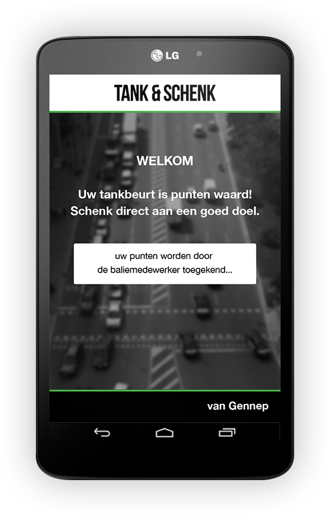 LG
TANK & SCHENK
WELKOM
Uw tankbeurt is punten waard!
Schenk direct aan een goed doel.
uw punten worden door
de baliemedewerker toegekend...
van Gennep